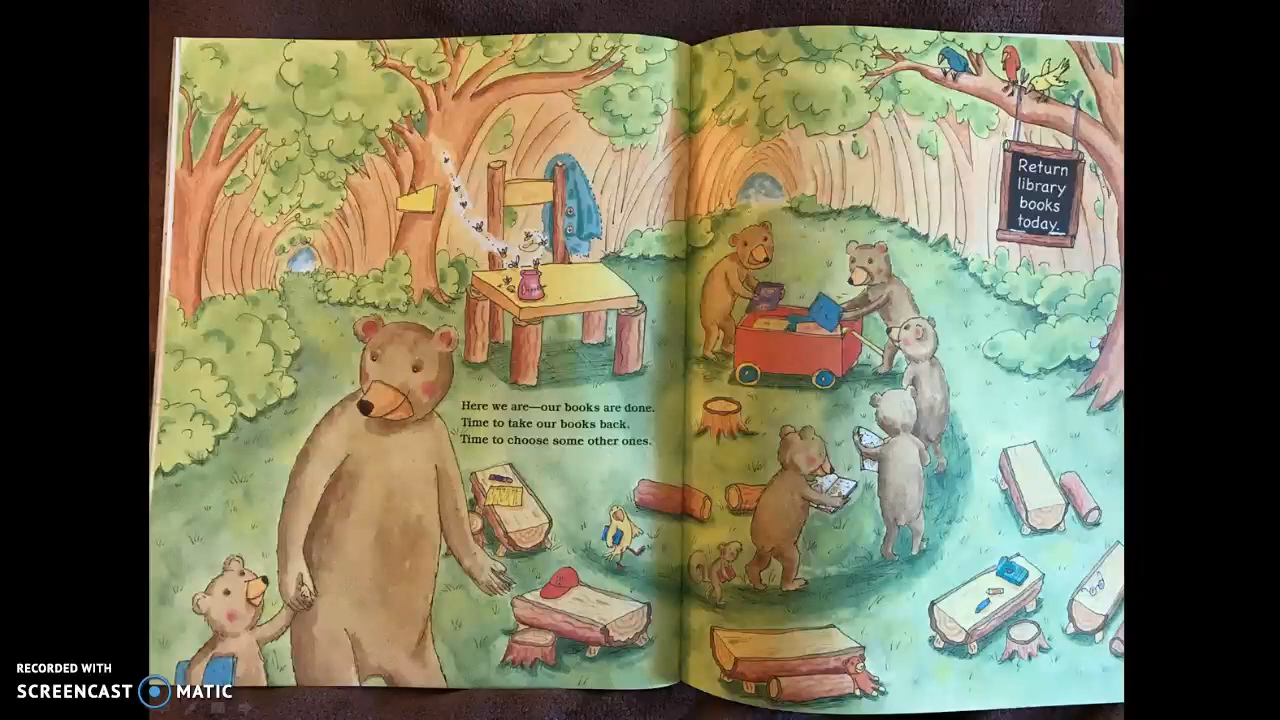 Here we are—our books are done.
Time to take our books back.
Time to choose some other ones.
Return
library
books
today.
RECORDED WITH
SCREENCAST MATIC